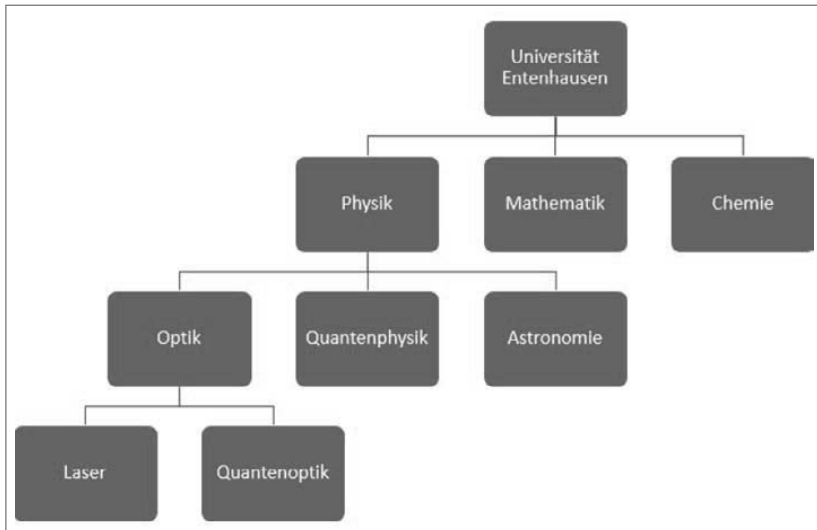 Universität
Entenhausen
Physik
Mathematik
Chemie
Optik
Quantenphysik
Astronomie
Laser
Quantenoptik